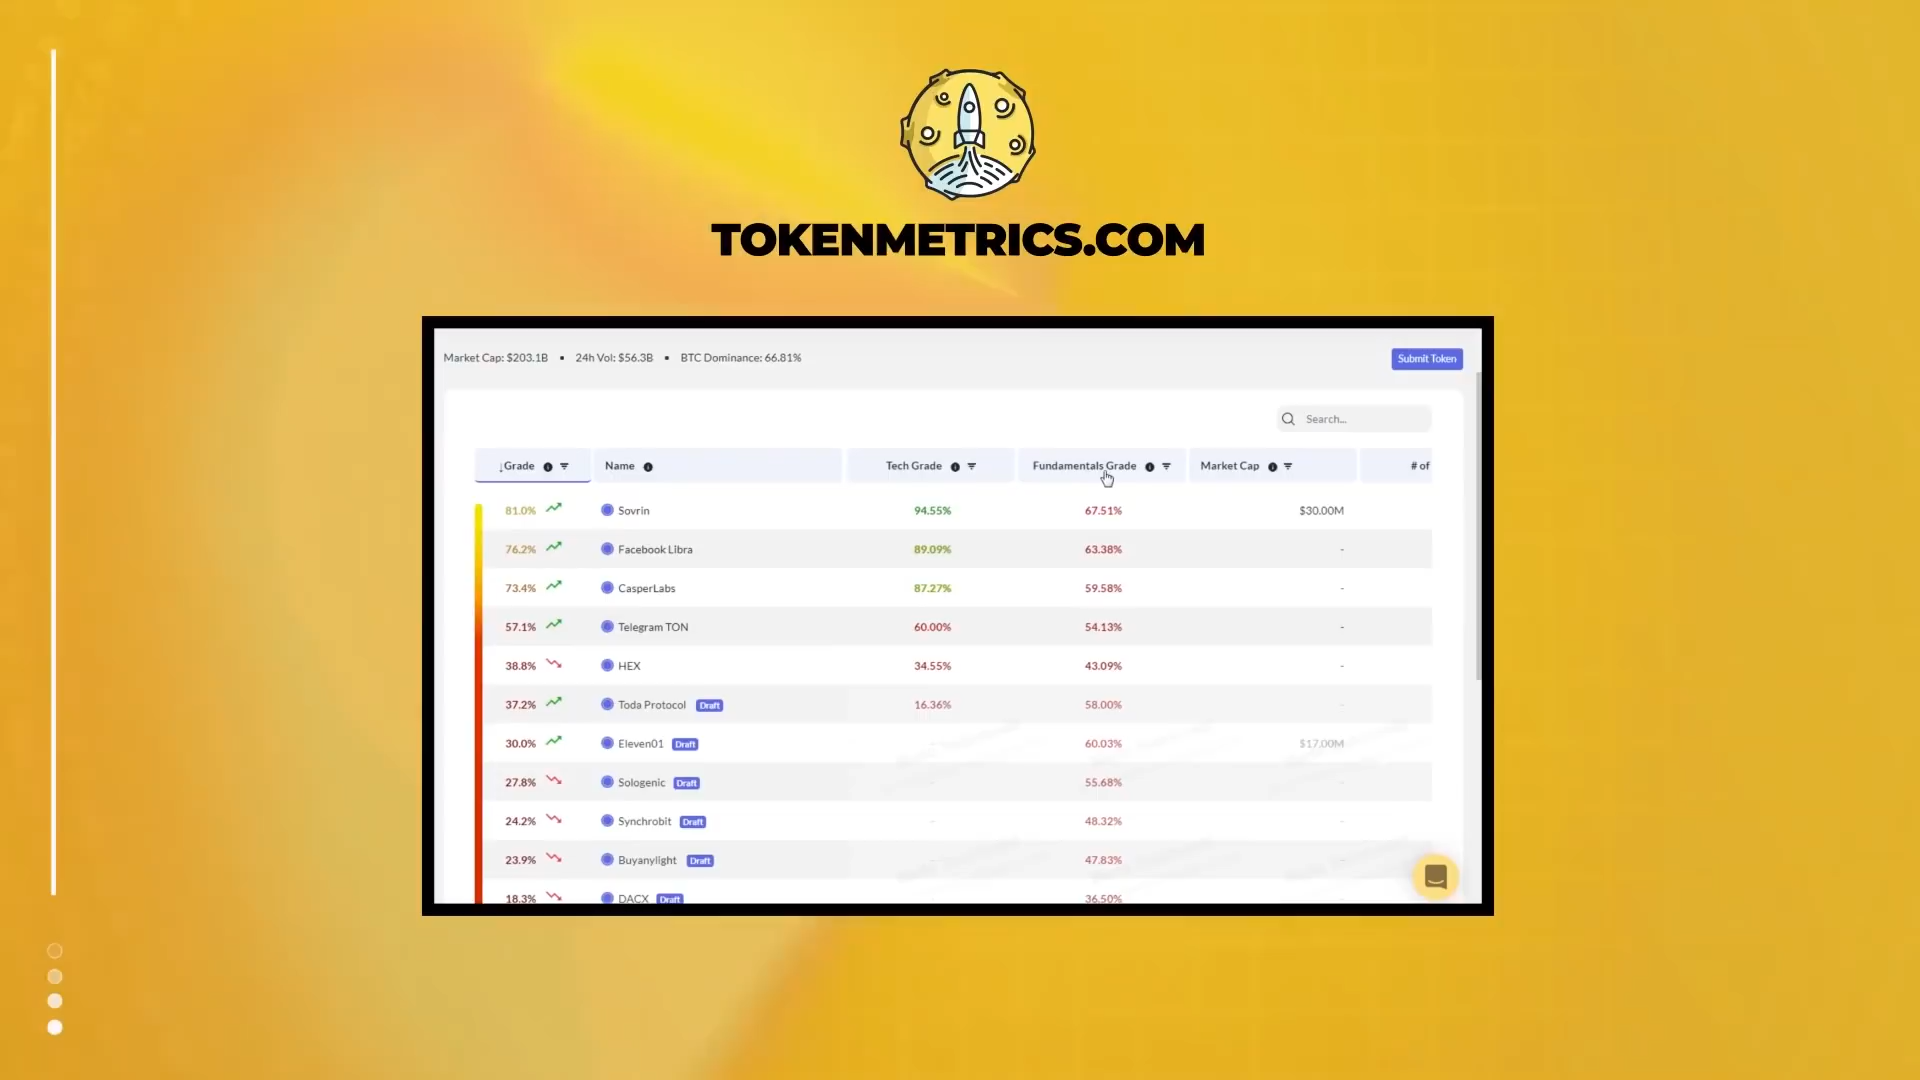 TOKENMETRICS.COM
Market Cap: $203.1B • 24h Vol: $56.3B • BTC Dominance: 66.81%
Submit Token
Search...
↓Grade Name Tech Grade Fundamentals Grade Market Cap # of
81.0% Sovrin 94.55% 67.51% $30.00M
76.2% Facebook Libra 89.09% 63.38% -
73.4% CasperLabs 87.27% 59.58% -
57.1% Telegram TON 60.00% 54.13% -
38.8% HEX 34.55% 43.09% -
37.2% Toda Protocol Draft 16.36% 58.00% -
30.0% Eleven01 Draft - 60.03% $17.00M
27.8% Sologenic Draft - 55.68% -
24.2% Synchrobit Draft - 48.32% -
23.9% Buyanylight Draft - 47.83% -
18.3% DACX Draft 36.50%